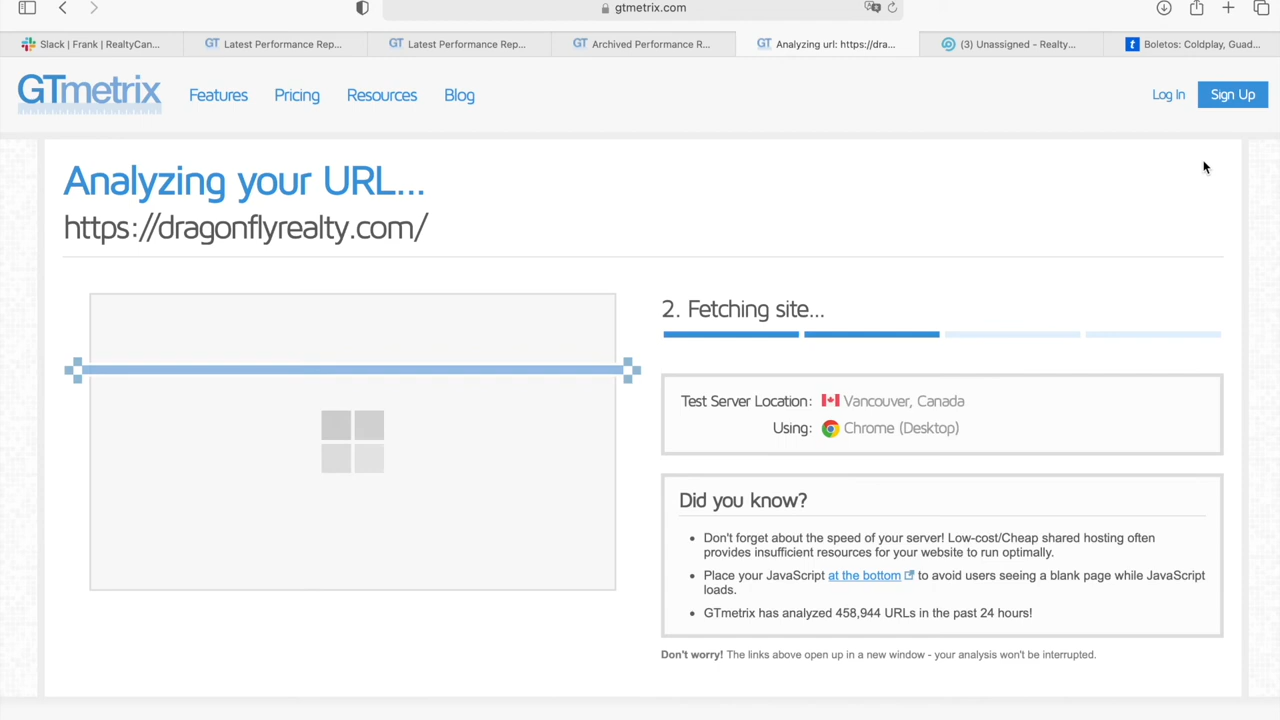 gtmetrix.com
Slack | Frank | RealtyCan...
GT Latest Performance Rep...
GT Latest Performance Rep...
GT Archived Performance R...
GT Analyzing url: https://dra...
(3) Unassigned - Realty...
t Boletos: Coldplay, Guad...
GTmetrix
Features
Pricing
Resources
Blog
Log In
Sign Up
Analyzing your URL...
https://dragonflyrealty.com/
2. Fetching site...
Test Server Location: Vancouver, Canada
Using: Chrome (Desktop)
Did you know?
• Don't forget about the speed of your server! Low-cost/Cheap shared hosting often
provides insufficient resources for your website to run optimally.
• Place your JavaScript at the bottom to avoid users seeing a blank page while JavaScript
loads.
• GTmetrix has analyzed 458,944 URLs in the past 24 hours!
Don't worry! The links above open up in a new window - your analysis won't be interrupted.